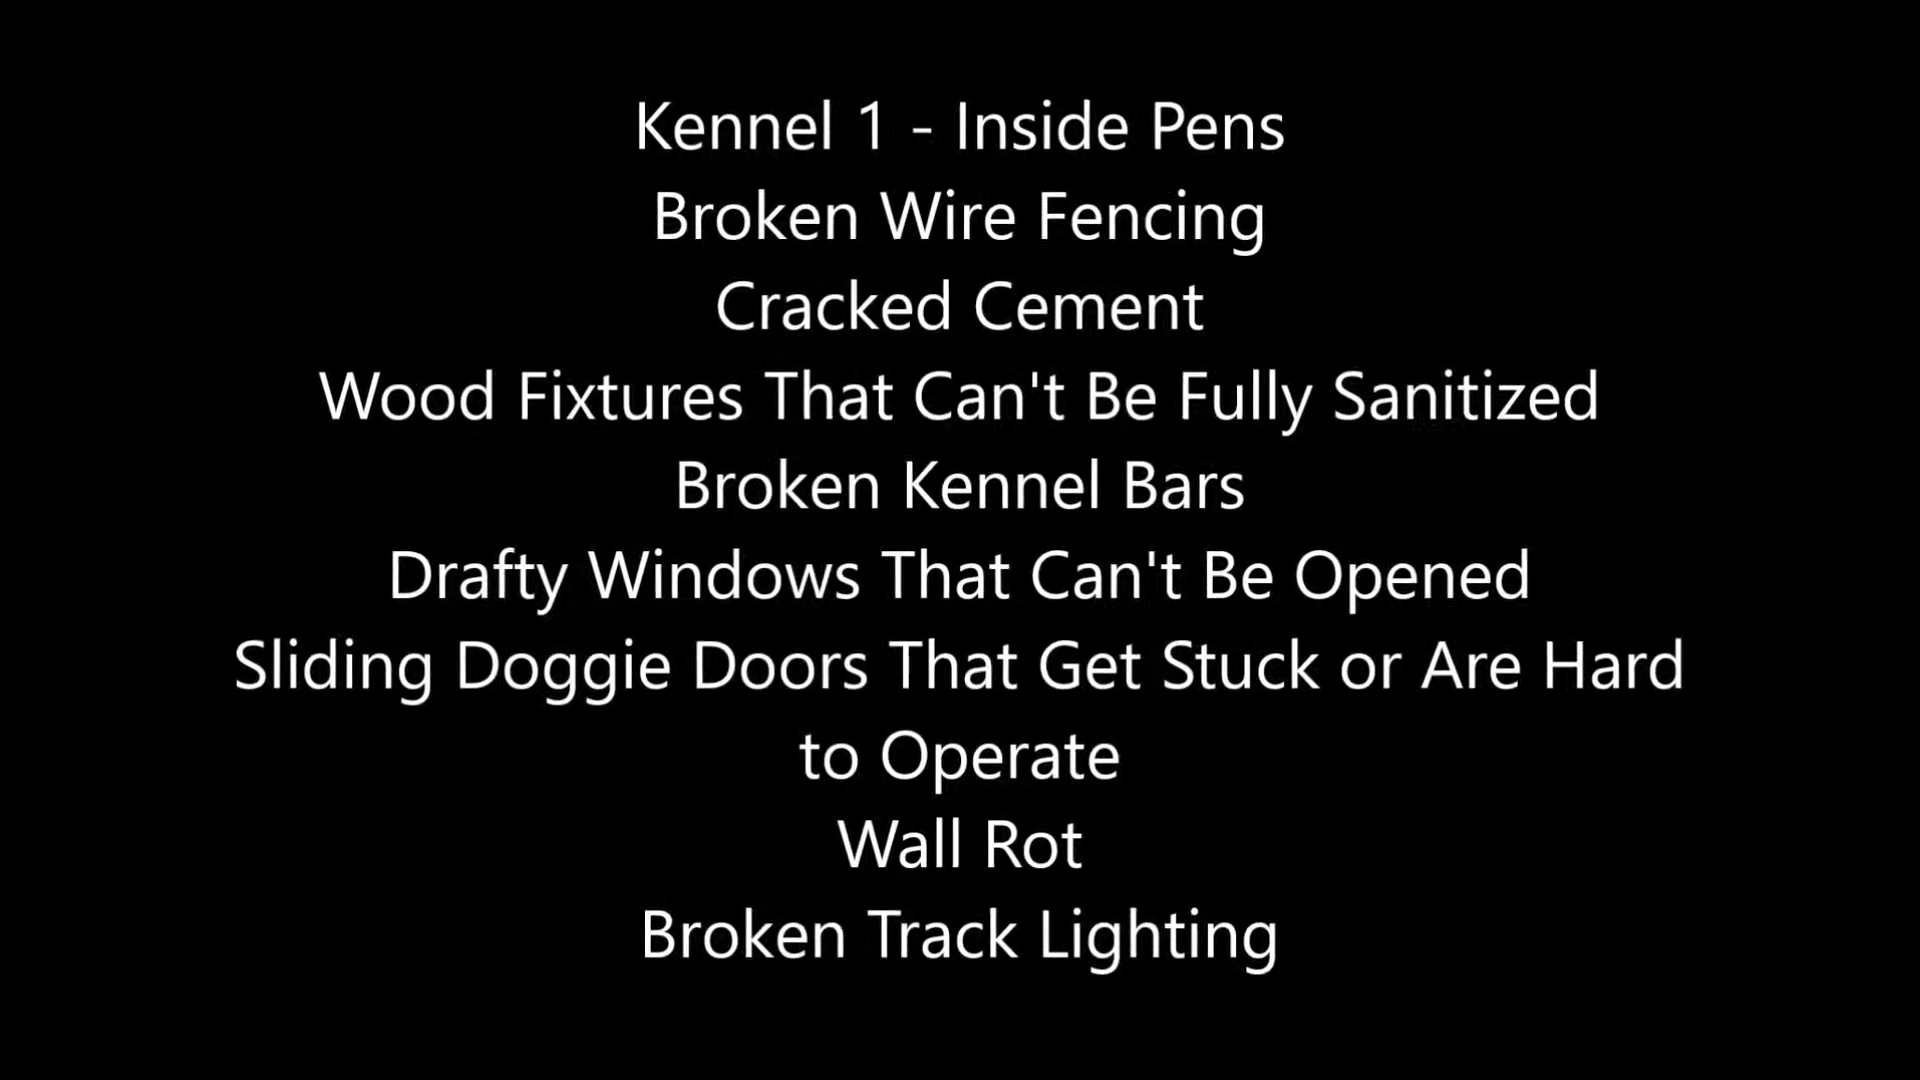 Kennel 1 - Inside Pens
Broken Wire Fencing
Cracked Cement
Wood Fixtures That Can't Be Fully Sanitized
Broken Kennel Bars
Drafty Windows That Can't Be Opened
Sliding Doggie Doors That Get Stuck or Are Hard
to Operate
Wall Rot
Broken Track Lighting